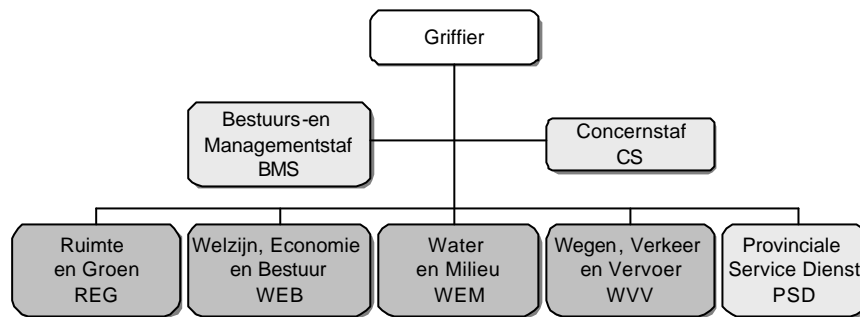 Griffier
Bestuurs-en
Managementstaf
BMS
Concernstaf
CS
Ruimte
en Groen
REG
Welzijn, Economie
en Bestuur
WEB
Water
en Milieu
WEM
Wegen, Verkeer
en Vervoer
WVV
Provinciale
Service Dienst
PSD